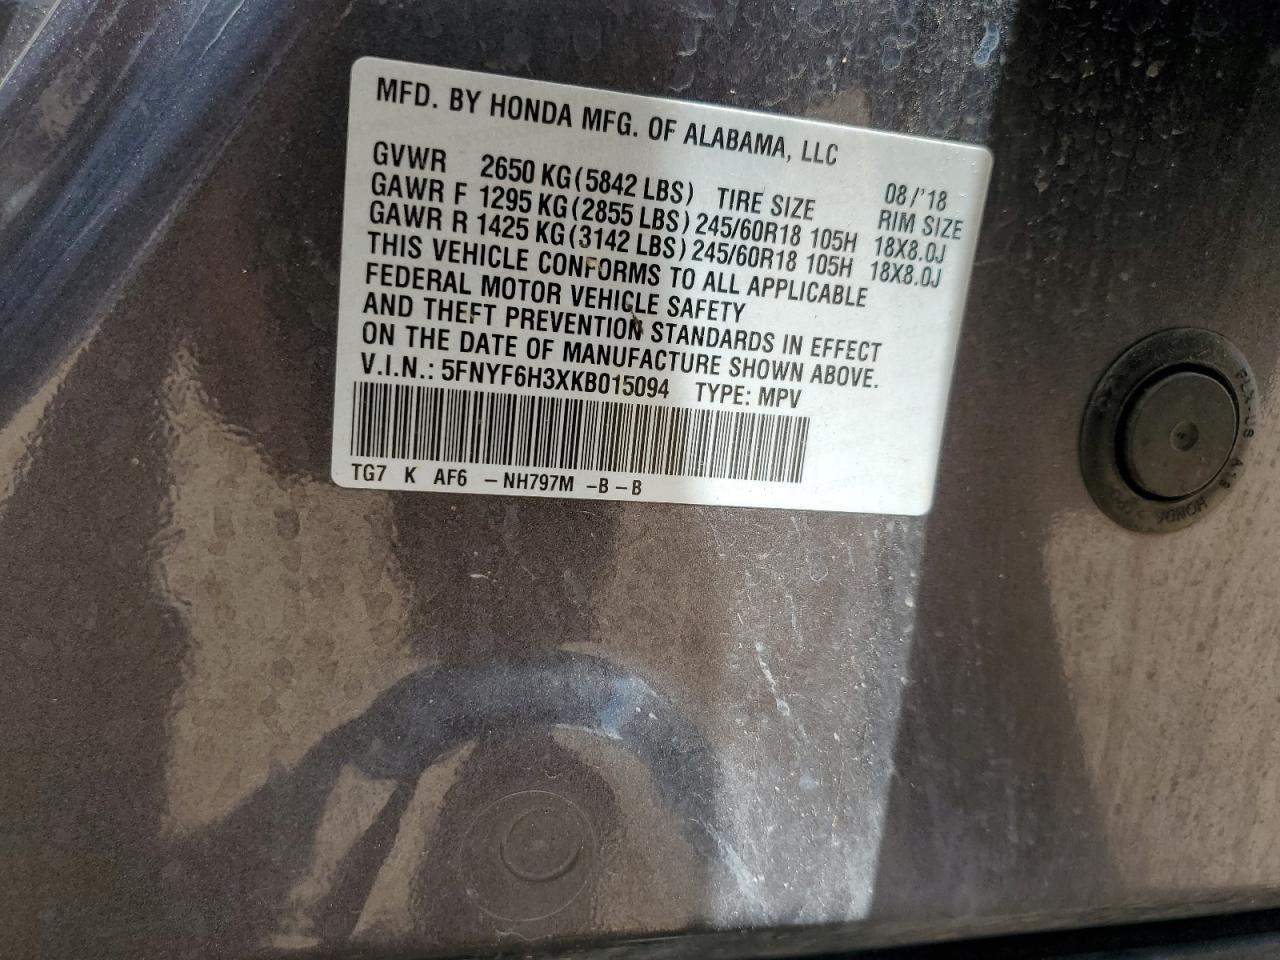 MFD. BY HONDA MFG. OF ALABAMA, LLC
08/'18
GVWR 2650 KG (5842 LBS) TIRE SIZE RIM SIZE
GAWR F 1295 KG (2855 LBS) 245/60R18 105H 18X8.0J
GAWR R 1425 KG (3142 LBS) 245/60R18 105H 18X8.0J
THIS VEHICLE CONFORMS TO ALL APPLICABLE
FEDERAL MOTOR VEHICLE SAFETY
AND THEFT PREVENTION STANDARDS IN EFFECT
ON THE DATE OF MANUFACTURE SHOWN ABOVE.
V.I.N.: 5FNYF6H3XKB015094 TYPE: MPV
TG7 K AF6 – NH797M – B – B
HONDA